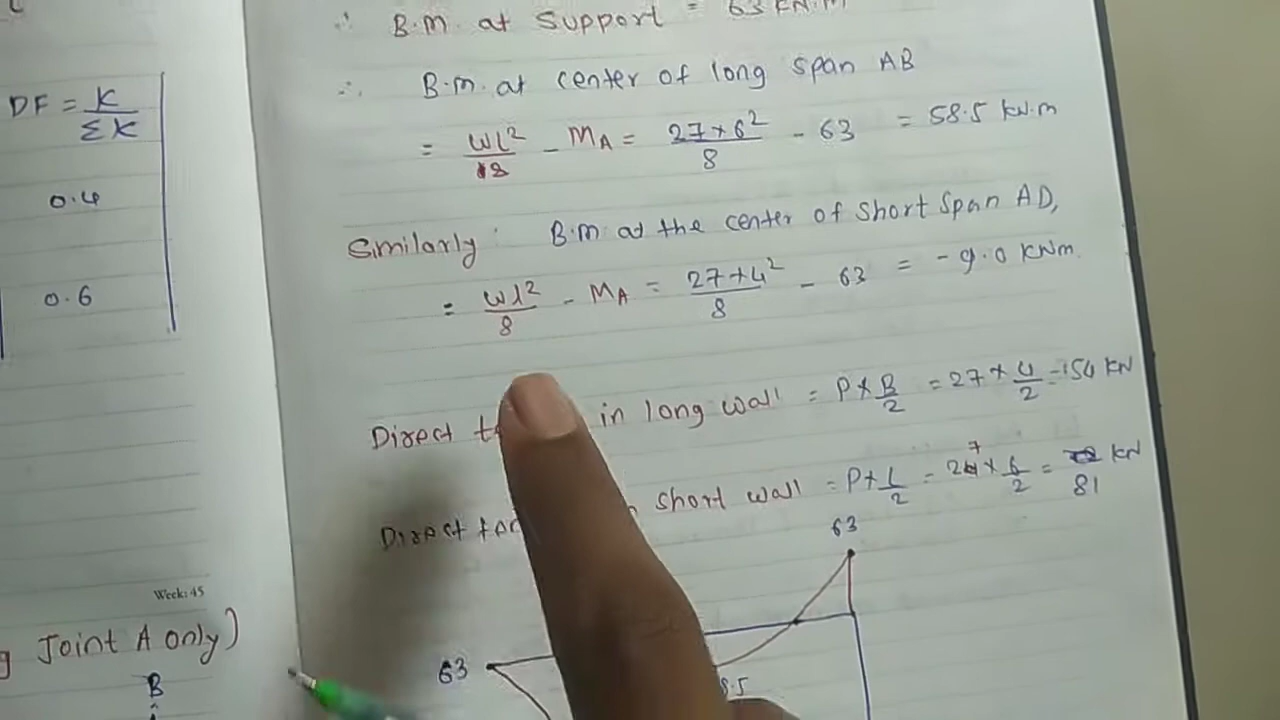 DF = K / ΣK
0.4
0.6
Week: 45
Joint A only)
B
∴ B.M. at Support = 63 KN.M
∴ B.M. at center of long span AB
= WL²/8 - MA = 27×6²/8 - 63 = 58.5 kN.m
Similarly: B.M at the center of Short Span AD,
= Wl²/8 - MA = 27×4²/8 - 63 = -9.0 KNm.
Direct in long wall = P×B/2 = 27×4/2 = 54 KN
Direct short wall = P×L/2 = 27×6/2 = 81 KN
63
63
8.5